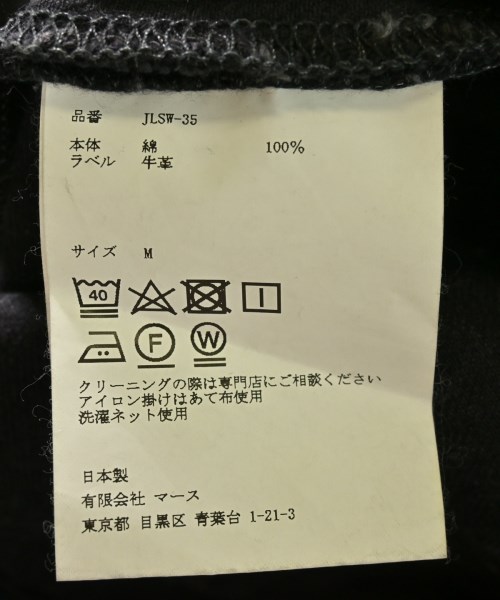 品番 JLSW-35
本体 綿 100%
ラベル 牛革
サイズ M
40
F W
クリーニングの際は専門店にご相談ください
アイロン掛けはあて布使用
洗濯ネット使用
日本製
有限会社 マース
東京都 目黒区 青葉台 1-21-3